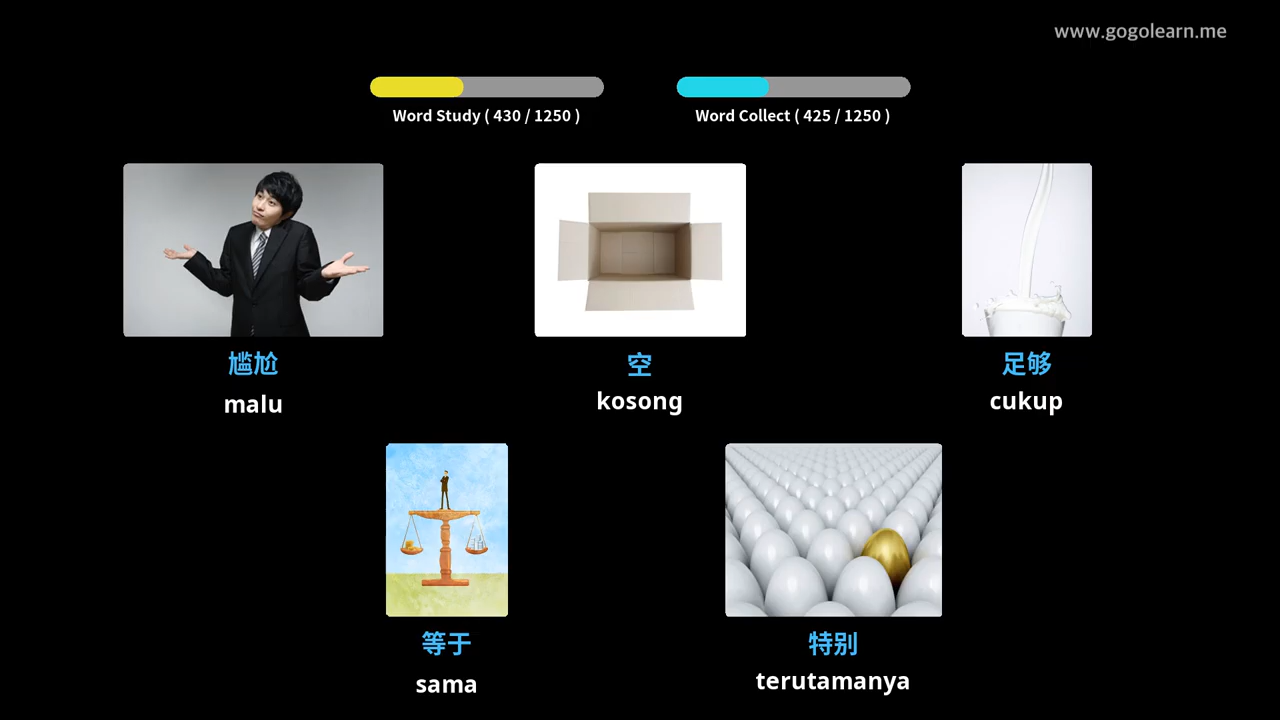 www.gogolearn.me
Word Study ( 430 / 1250 )
Word Collect ( 425 / 1250 )
尴尬
malu
空
kosong
足够
cukup
等于
sama
特别
terutamanya